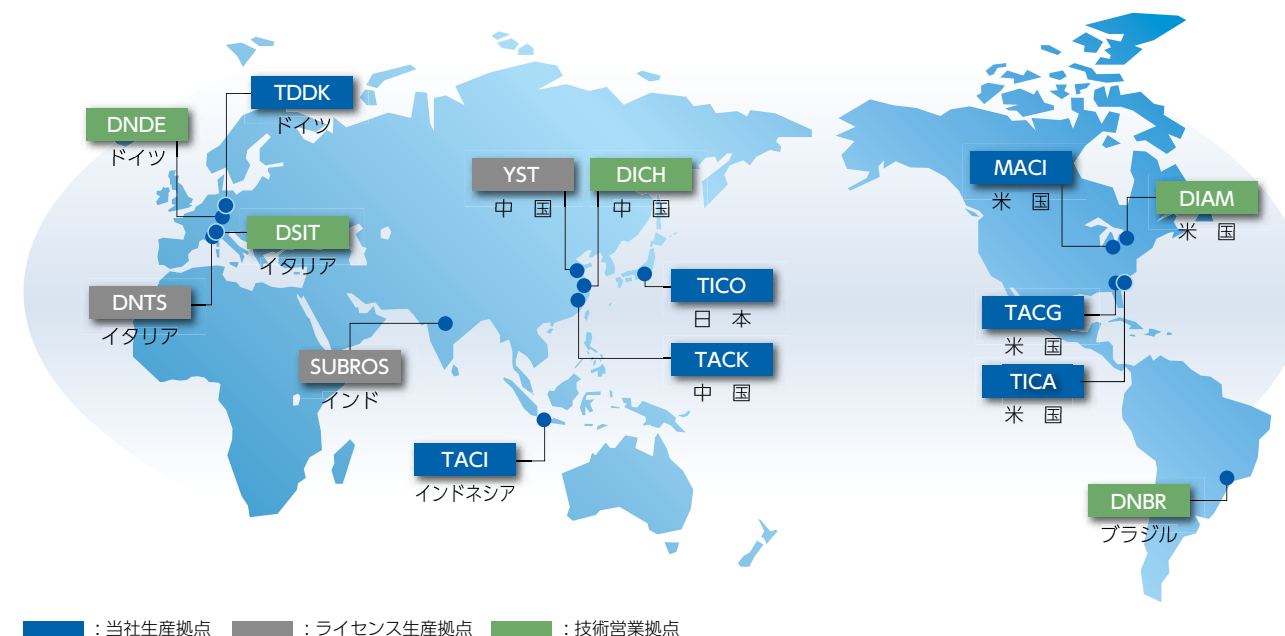 TDDK
ドイツ
DNDE
ドイツ
DSIT
イタリア
DNTS
イタリア
SUBROS
インド
YST
中 国
DICH
中 国
TICO
日 本
TACK
中 国
TACI
インドネシア
MACI
米 国
DIAM
米 国
TACG
米 国
TICA
米 国
DNBR
ブラジル
：当社生産拠点 ：ライセンス生産拠点 ：技術営業拠点